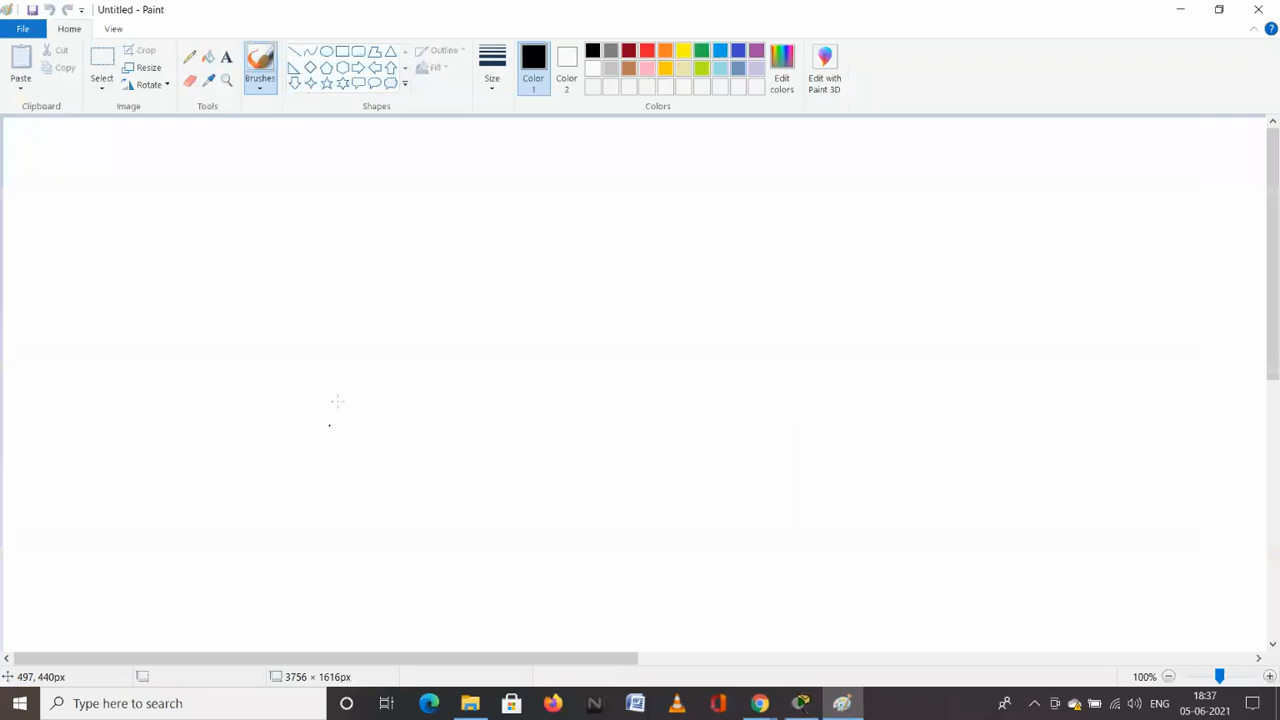 Untitled - Paint
File Home View
Paste
Cut
Copy
Clipboard
Select
Crop
Resize
Rotate
Image
Tools
Brushes
Shapes
Outline
Fill
Size
Color
1
Color
2
Colors
Edit
colors
Edit with
Paint 3D
497, 440px
3756 × 1616px
100%
Type here to search
ENG
18:37
05-06-2021